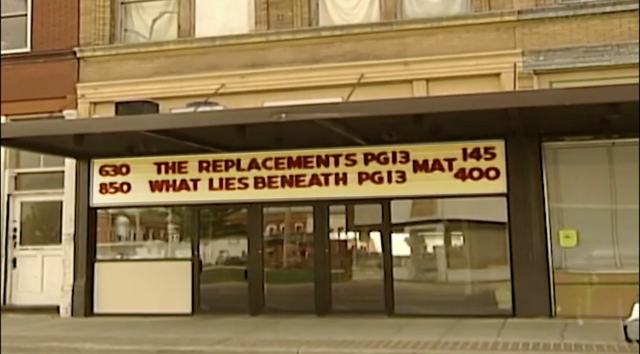 630 THE REPLACEMENTS PG13 MAT 145
850 WHAT LIES BENEATH PG13 400